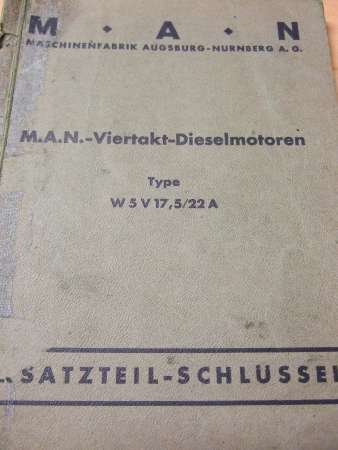 M · A · N
MASCHINENFABRIK AUGSBURG-NÜRNBERG A. G.
M.A.N.-Viertakt-Dieselmotoren
Type
W 5 V 17,5/22 A
SATZTEIL-SCHLÜSSEL